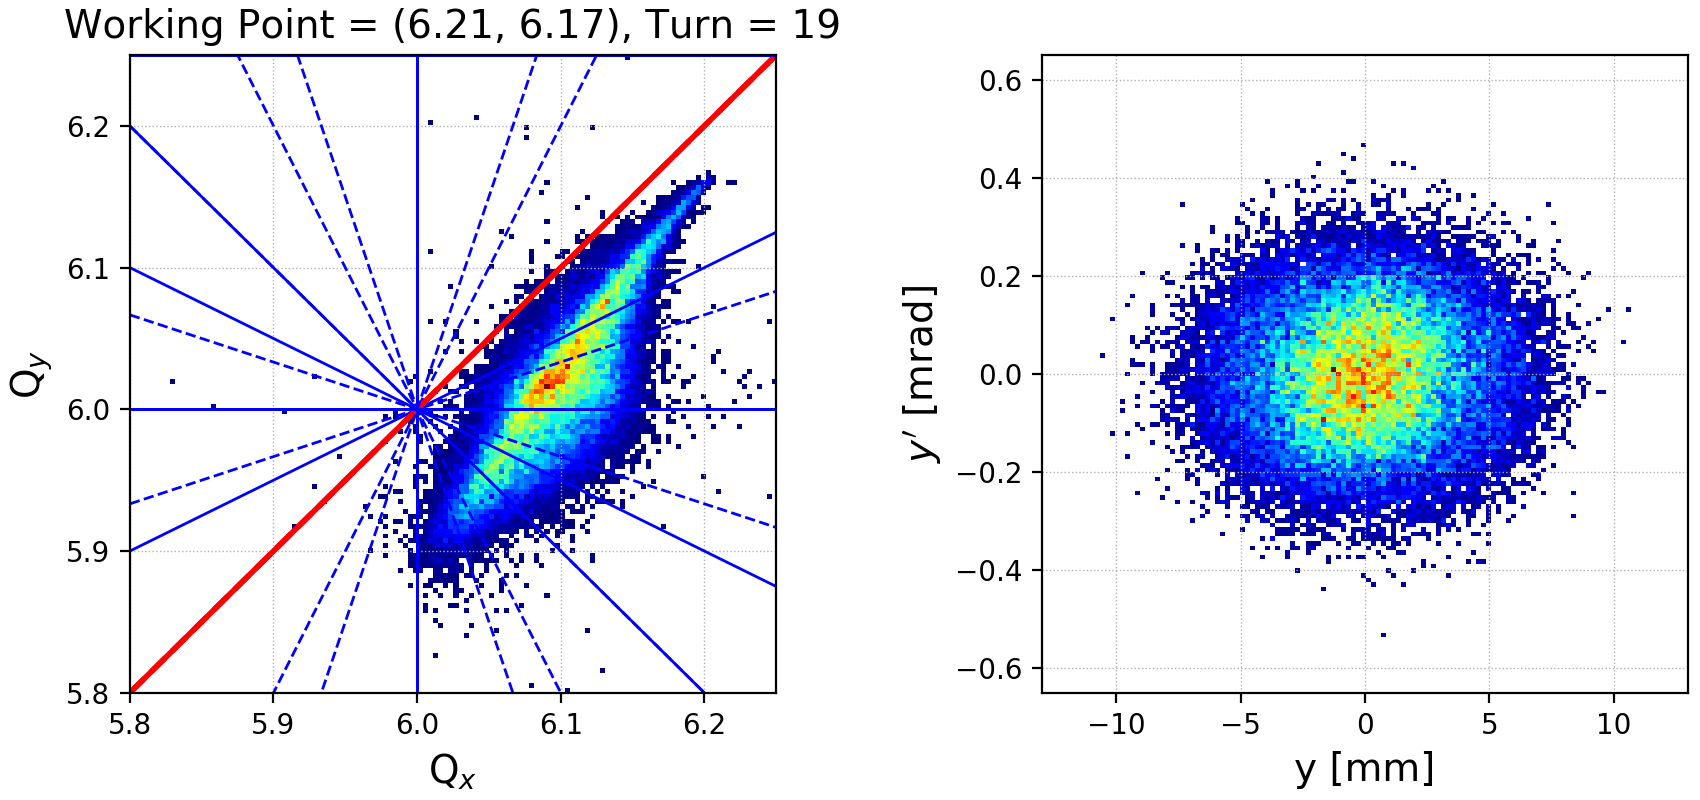 Working Point = (6.21, 6.17), Turn = 19
6.2
6.1
6.0
5.9
5.8
Qy
5.8 5.9 6.0 6.1 6.2
Qx
0.6
0.4
0.2
0.0
−0.2
−0.4
−0.6
y′ [mrad]
−10 −5 0 5 10
y [mm]